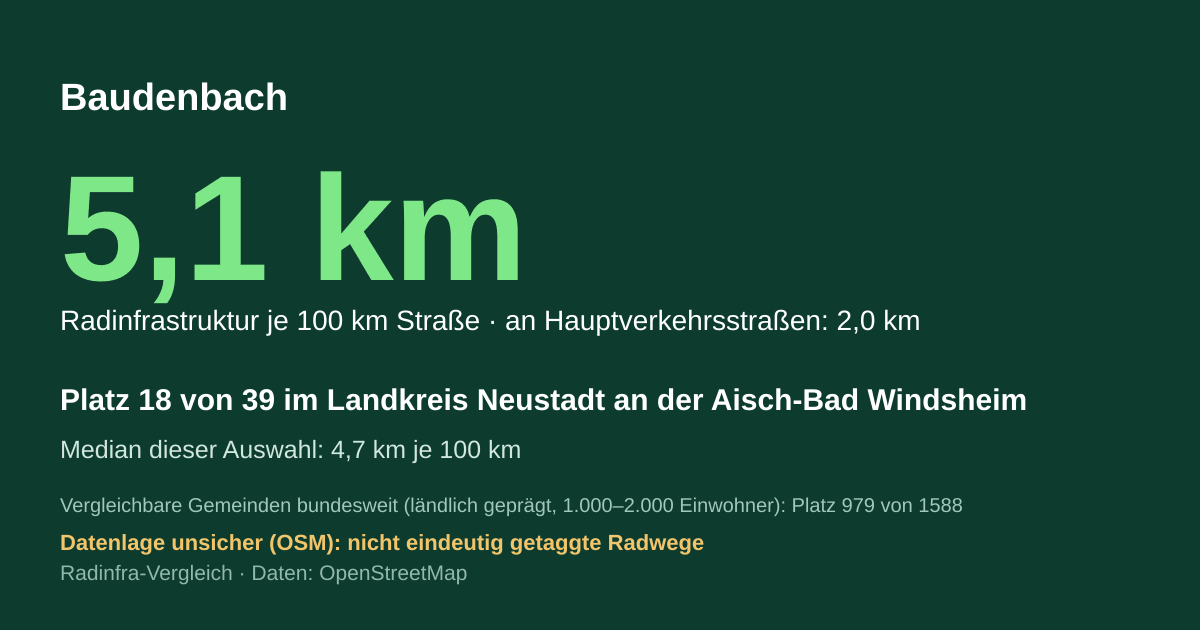 Baudenbach
5,1 km
Radinfrastruktur je 100 km Straße · an Hauptverkehrsstraßen: 2,0 km
Platz 18 von 39 im Landkreis Neustadt an der Aisch-Bad Windsheim
Median dieser Auswahl: 4,7 km je 100 km
Vergleichbare Gemeinden bundesweit (ländlich geprägt, 1.000–2.000 Einwohner): Platz 979 von 1588
Datenlage unsicher (OSM): nicht eindeutig getaggte Radwege
Radinfra-Vergleich · Daten: OpenStreetMap